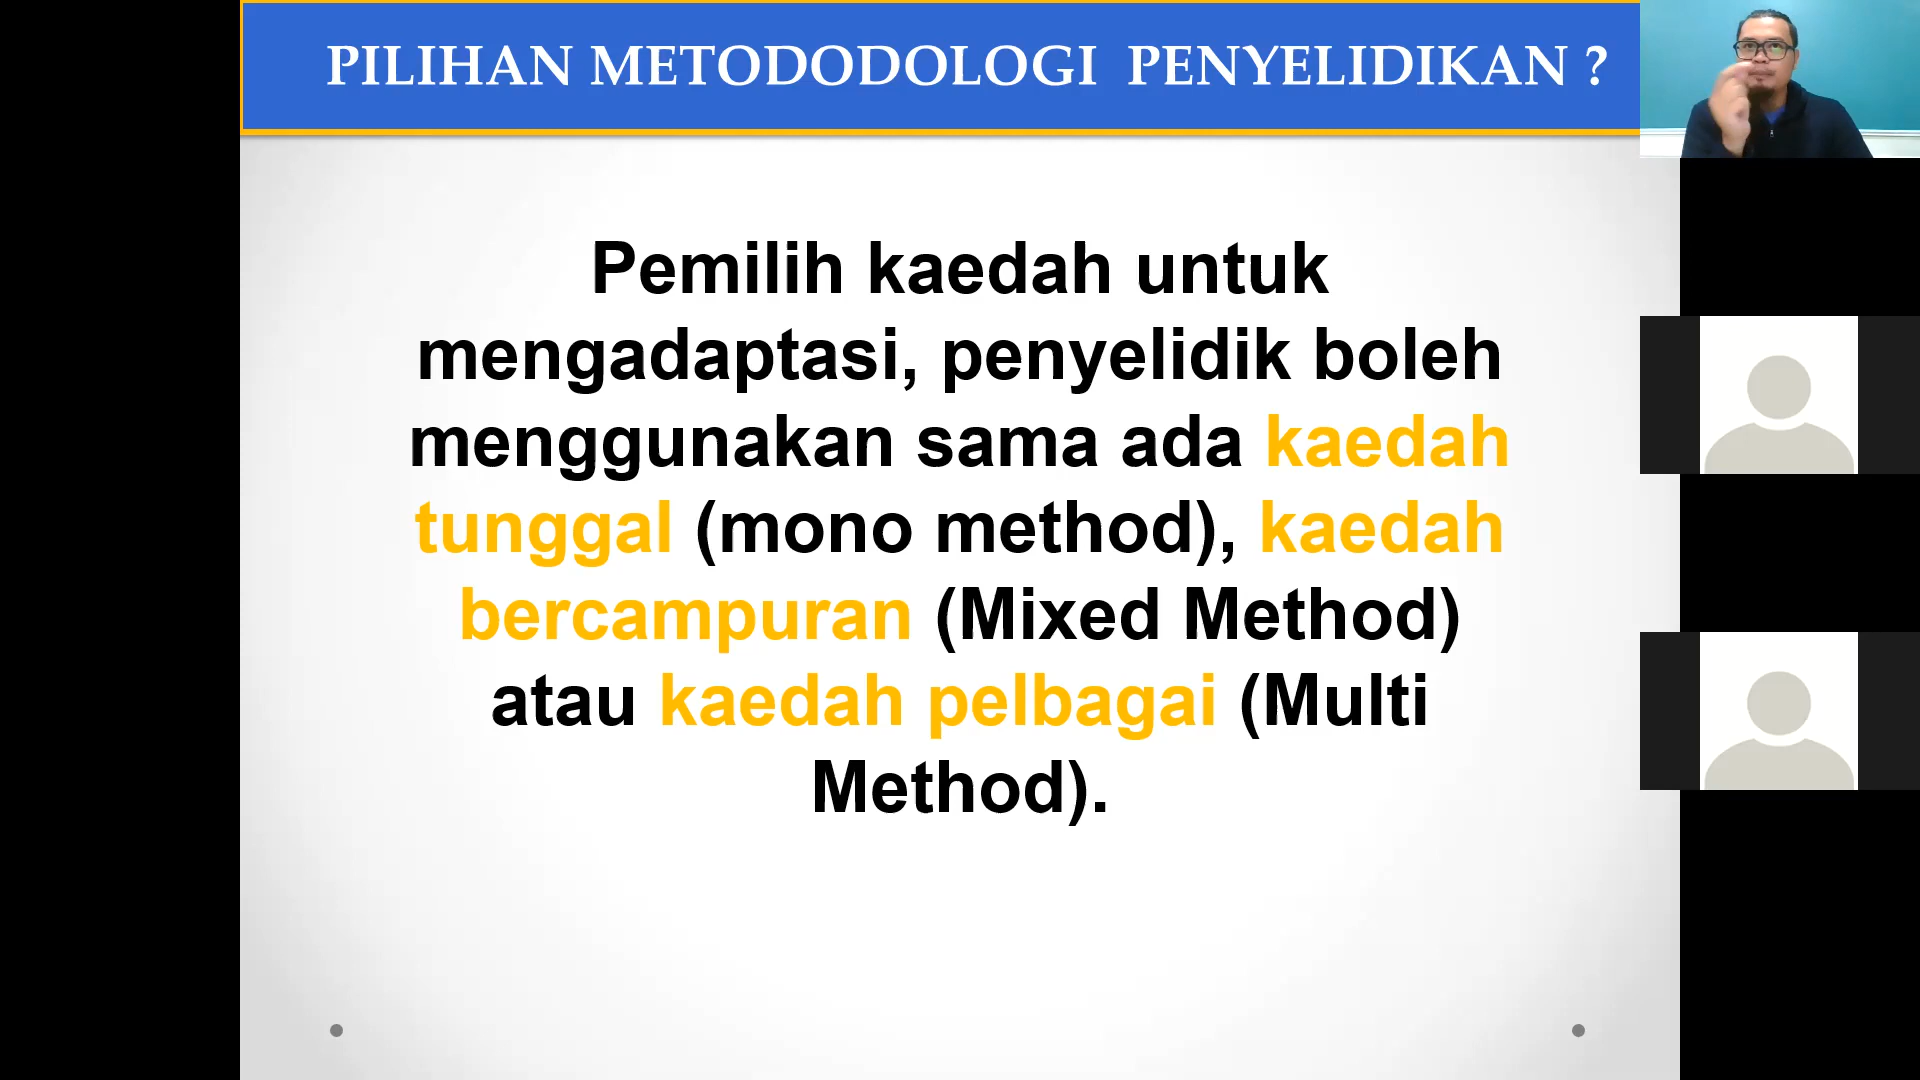 PILIHAN METODODOLOGI PENYELIDIKAN ?
Pemilih kaedah untuk
mengadaptasi, penyelidik boleh
menggunakan sama ada kaedah
tunggal (mono method), kaedah
bercampuran (Mixed Method)
atau kaedah pelbagai (Multi
Method).